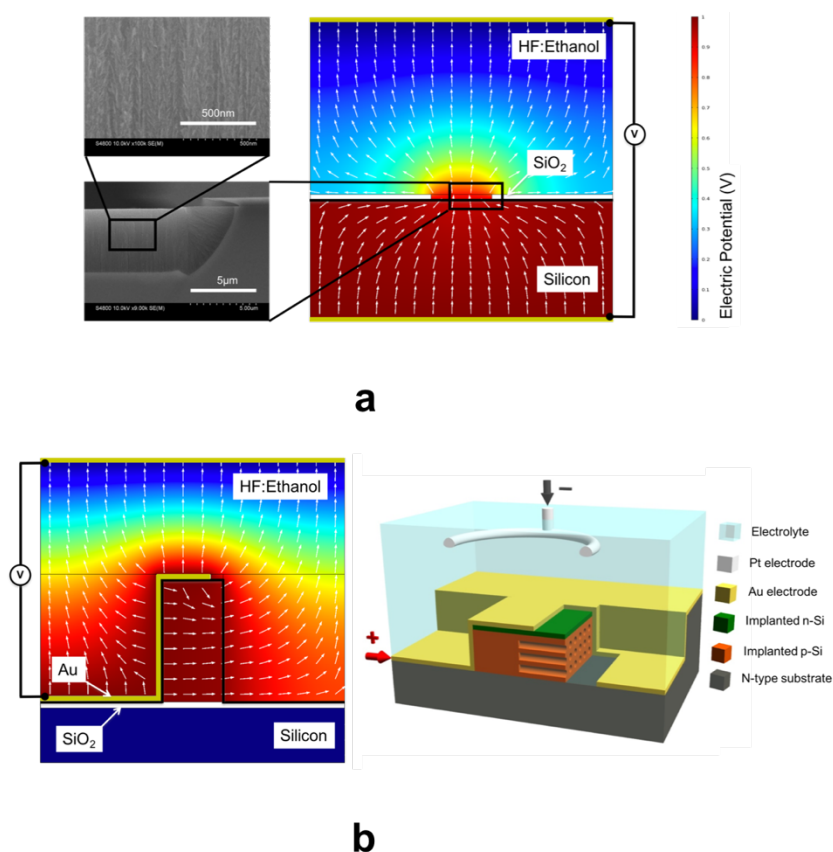 500nm
S4800 10.0kV x100k SE(M)
500nm
5μm
S4800 10.0kV x9.00k SE(M)
5.00um
HF:Ethanol
SiO2
Silicon
V
1
0.9
0.8
0.7
0.6
0.5
0.4
0.3
0.2
0.1
0
Electric Potential (V)
a
HF:Ethanol
V
Au
SiO2
Silicon
−
+
Electrolyte
Pt electrode
Au electrode
Implanted n-Si
Implanted p-Si
N-type substrate
b